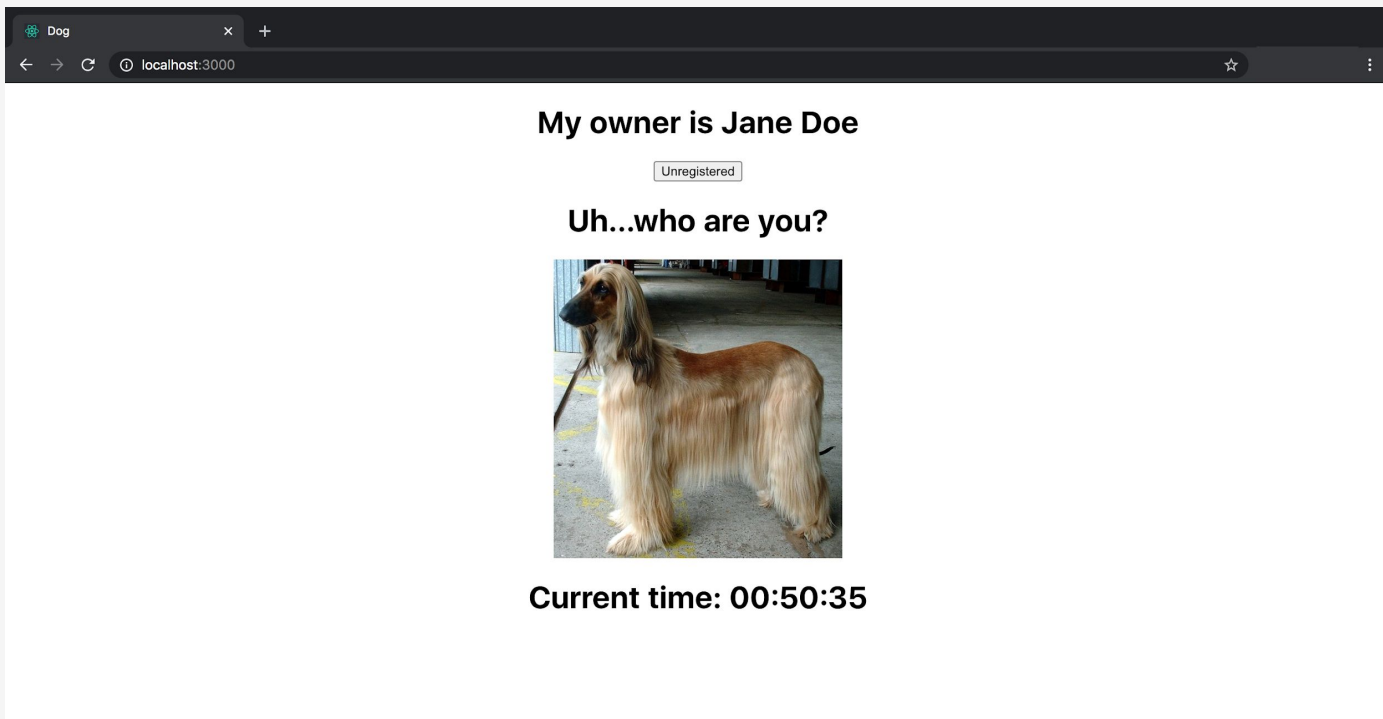 Dog
localhost:3000
My owner is Jane Doe
Unregistered
Uh...who are you?
Current time: 00:50:35